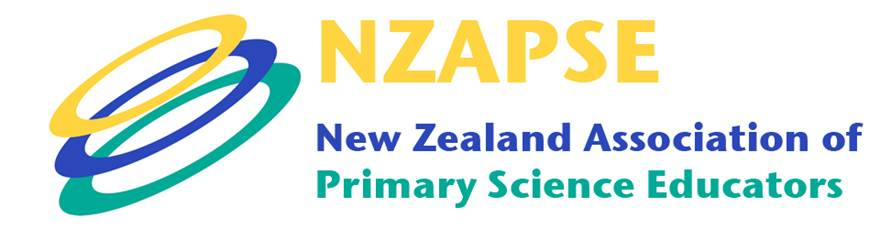 NZAPSE
New Zealand Association of
Primary Science Educators